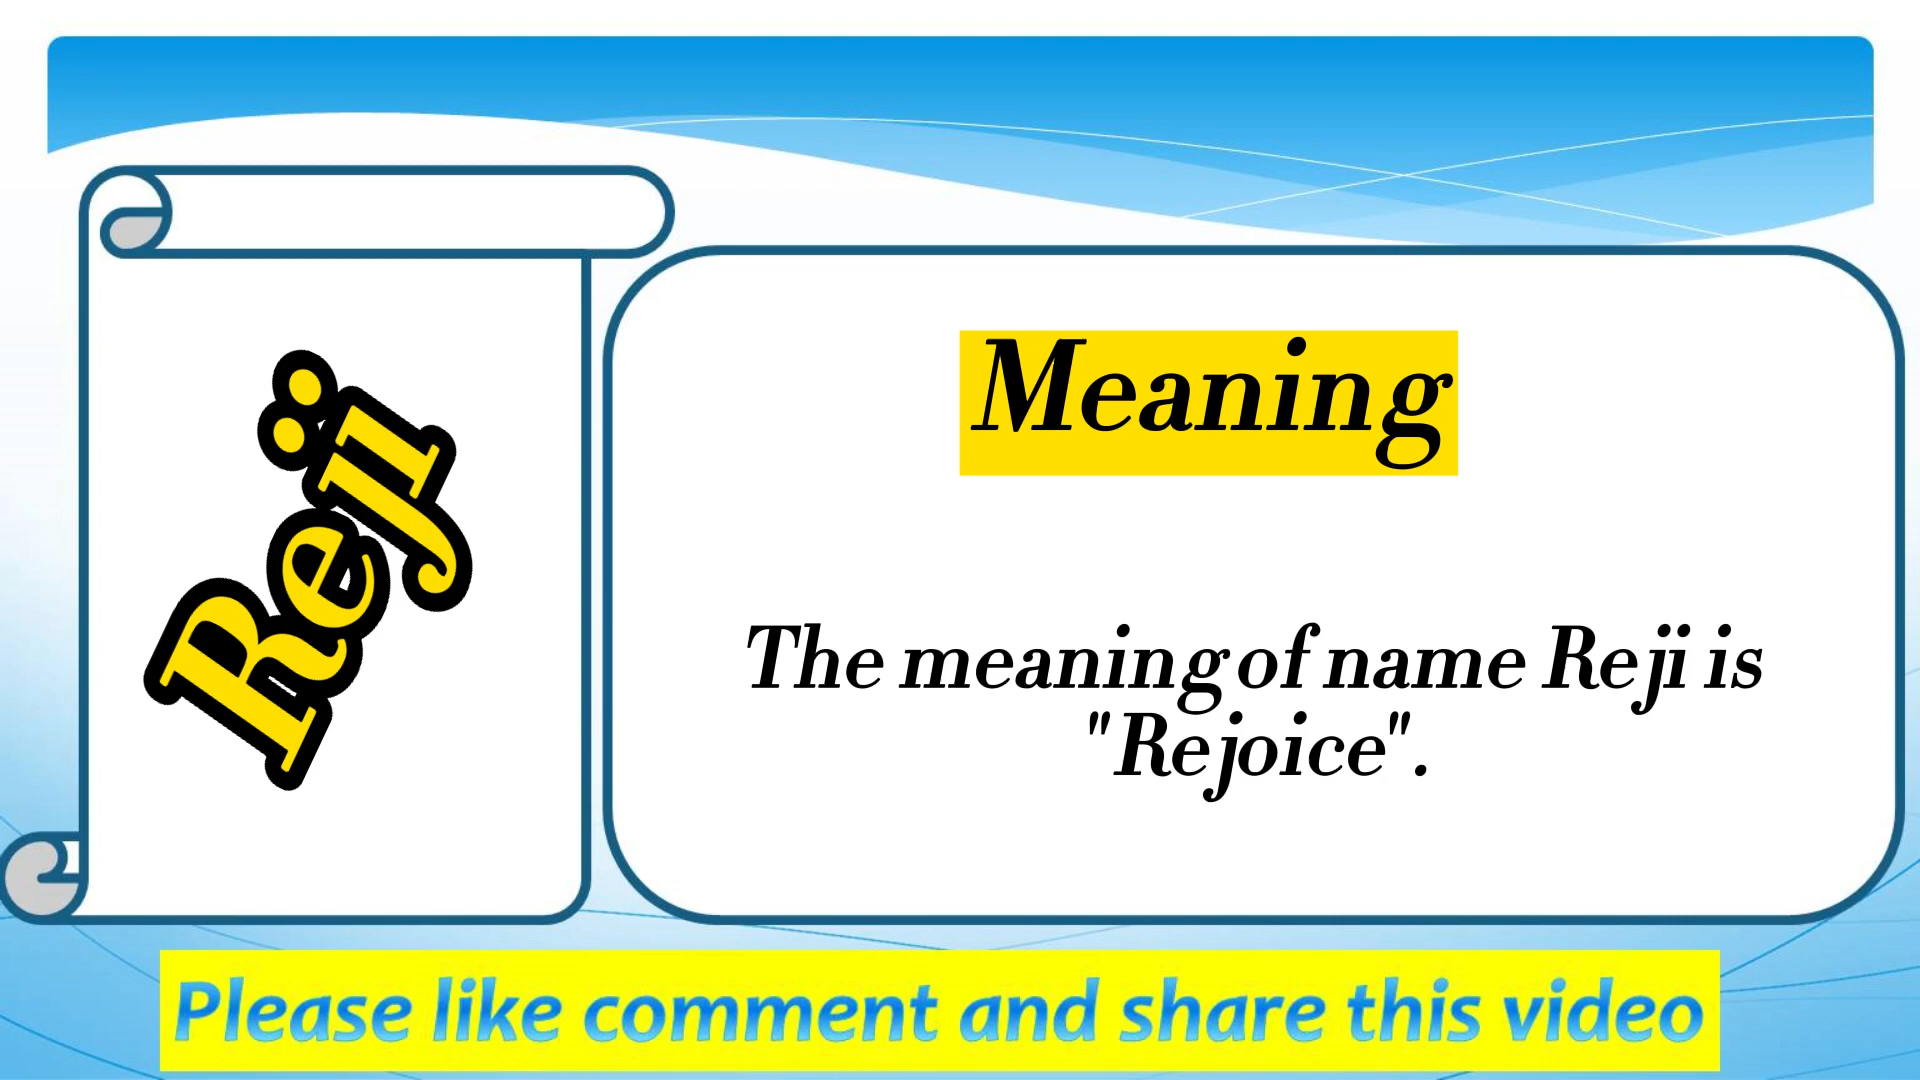 Reji
Meaning
The meaning of name Reji is
"Rejoice".
Please like comment and share this video